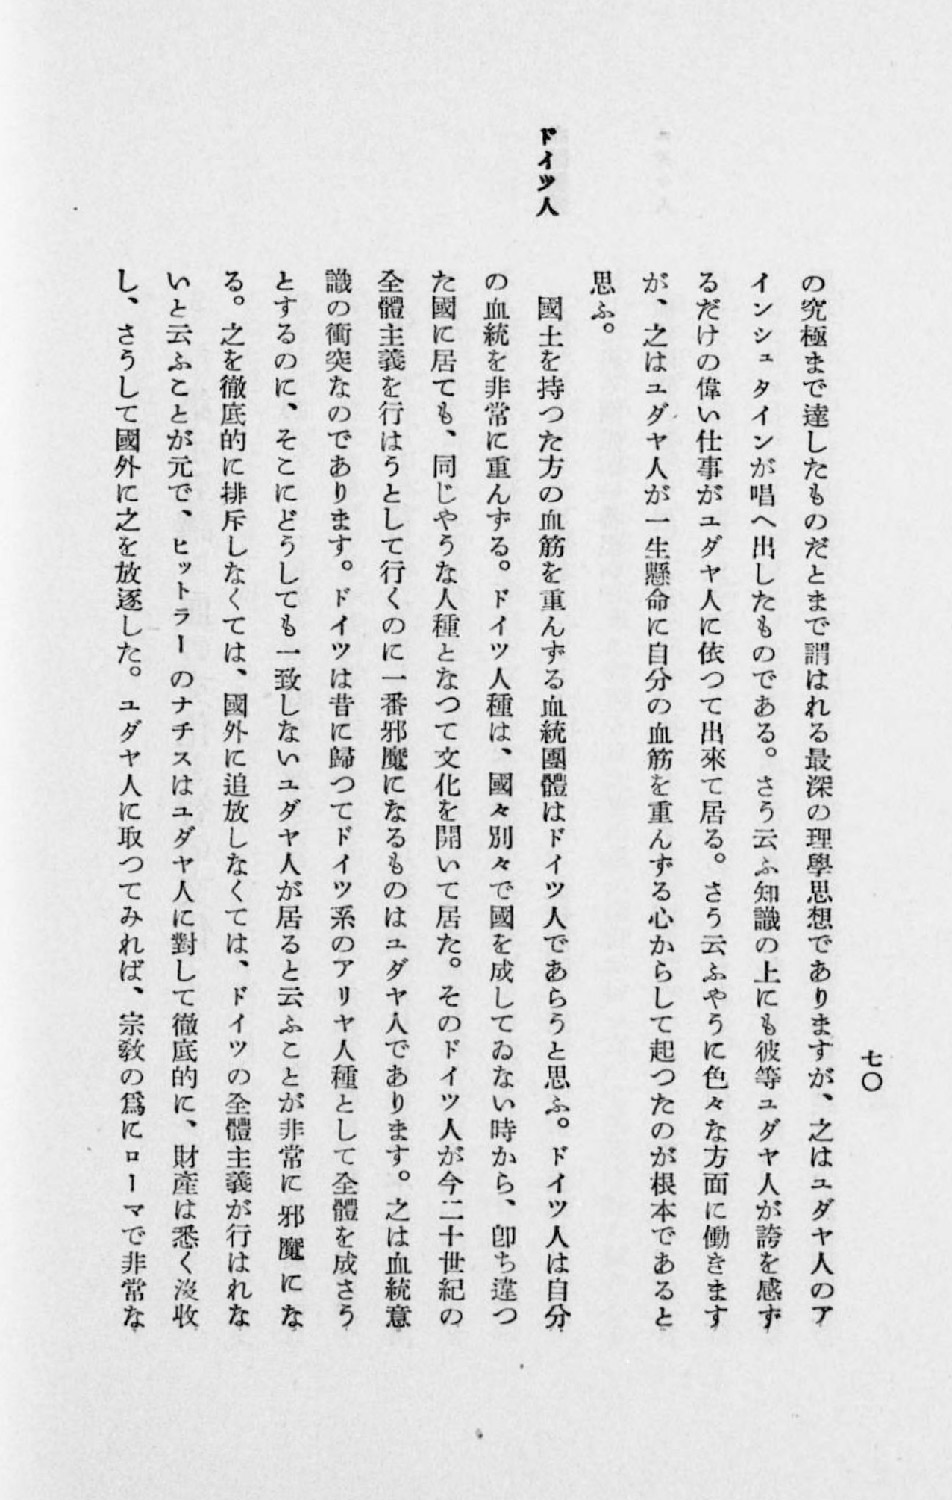 七〇
の究極まで達したものだとまで謂はれる最深の理學思想でありますが、之はユダヤ人のア
インシュタインが唱へ出したものである。さう云ふ知識の上にも彼等ユダヤ人が誇を感ず
るだけの偉い仕事がユダヤ人に依つて出來て居る。さう云ふやうに色々な方面に働きます
が、之はユダヤ人が一生懸命に自分の血筋を重んずる心からして起つたのが根本であると
思ふ。
ドイツ人
國土を持つた方の血筋を重んずる血統團體はドイツ人であらうと思ふ。ドイツ人は自分
の血統を非常に重んずる。ドイツ人種は、國々別々で國を成してゐない時から、卽ち違つ
た國に居ても、同じやうな人種となつて文化を開いて居た。そのドイツ人が今二十世紀の
全體主義を行はうとして行くのに一番邪魔になるものはユダヤ人であります。之は血統意
識の衝突なのであります。ドイツは昔に歸つてドイツ系のアリヤ人種として全體を成さう
とするのに、そこにどうしても一致しないユダヤ人が居ると云ふことが非常に邪魔にな
る。之を徹底的に排斥しなくては、國外に追放しなくては、ドイツの全體主義が行はれな
いと云ふことが元で、ヒットラーのナチスはユダヤ人に對して徹底的に、財產は悉く沒收
し、さうして國外に之を放逐した。ユダヤ人に取つてみれば、宗敎の爲にローマで非常な